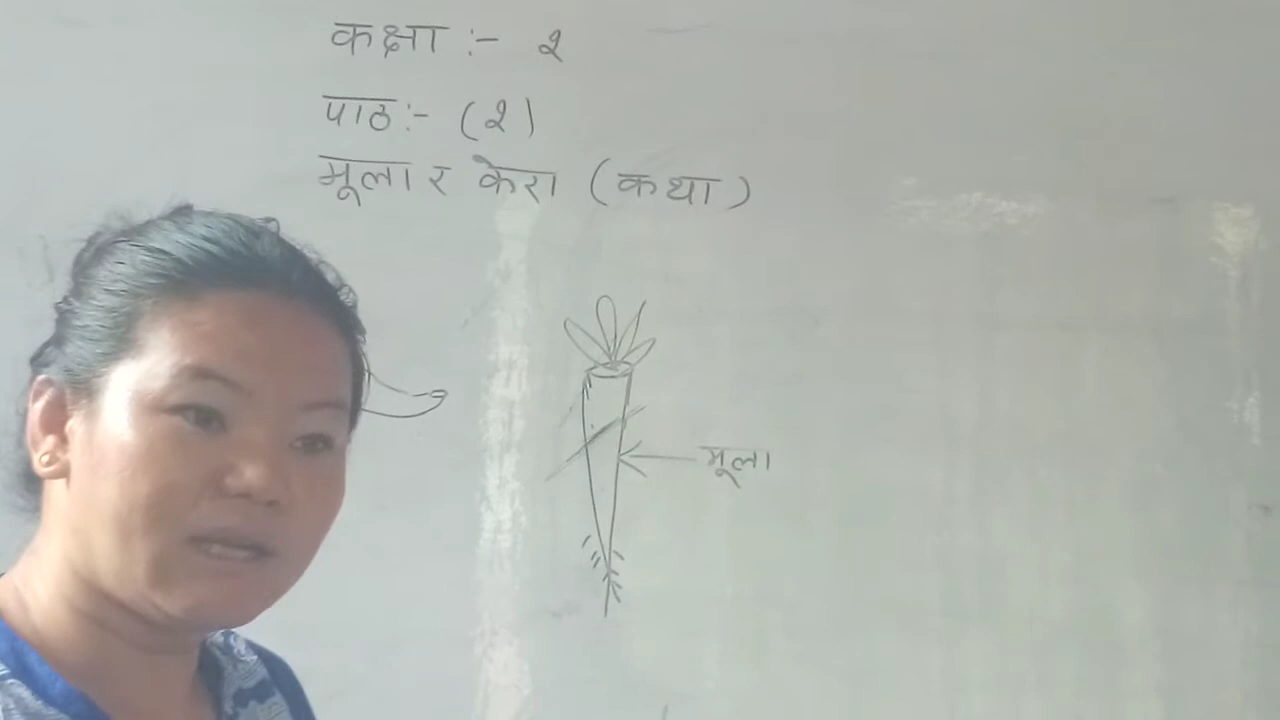 कक्षा :- २
पाठ:- (२)
मूला र केरा (कथा)
मूला